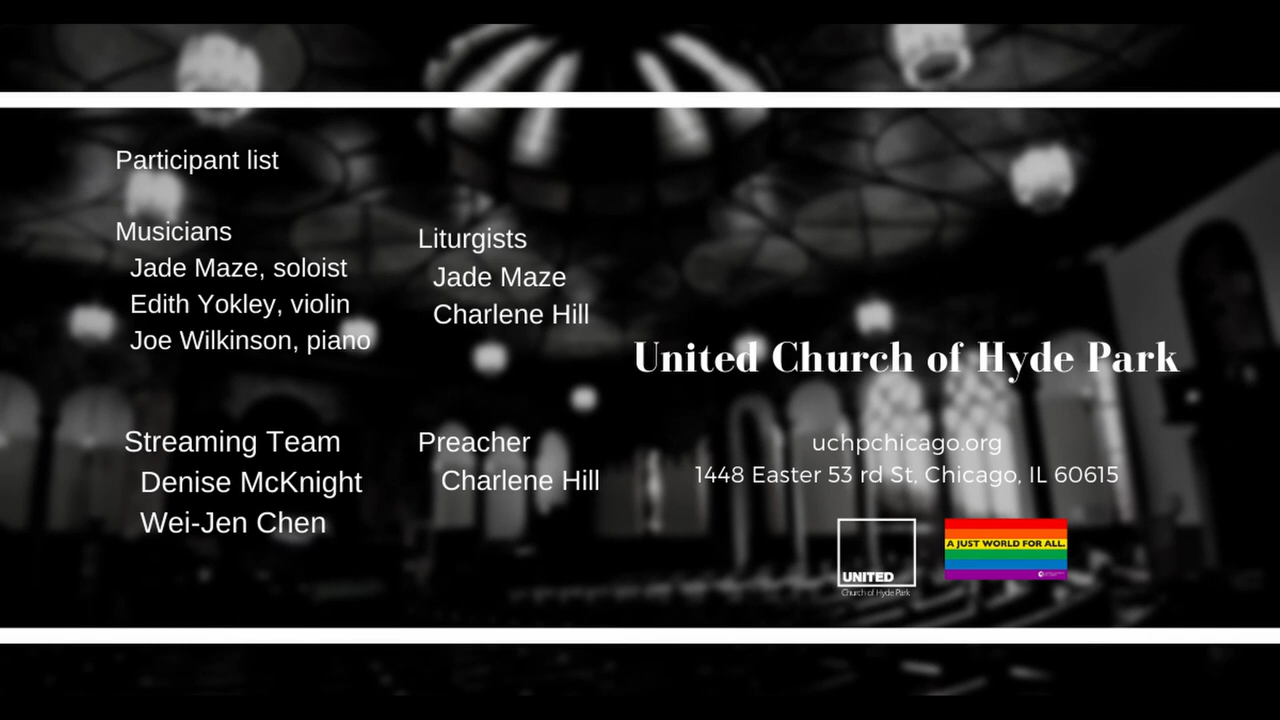 Participant list
Musicians
Jade Maze, soloist
Edith Yokley, violin
Joe Wilkinson, piano
Liturgists
Jade Maze
Charlene Hill
Streaming Team
Denise McKnight
Wei-Jen Chen
Preacher
Charlene Hill
United Church of Hyde Park
uchpchicago.org
1448 Easter 53 rd St, Chicago, IL 60615
UNITED
Church of Hyde Park
A JUST WORLD FOR ALL.